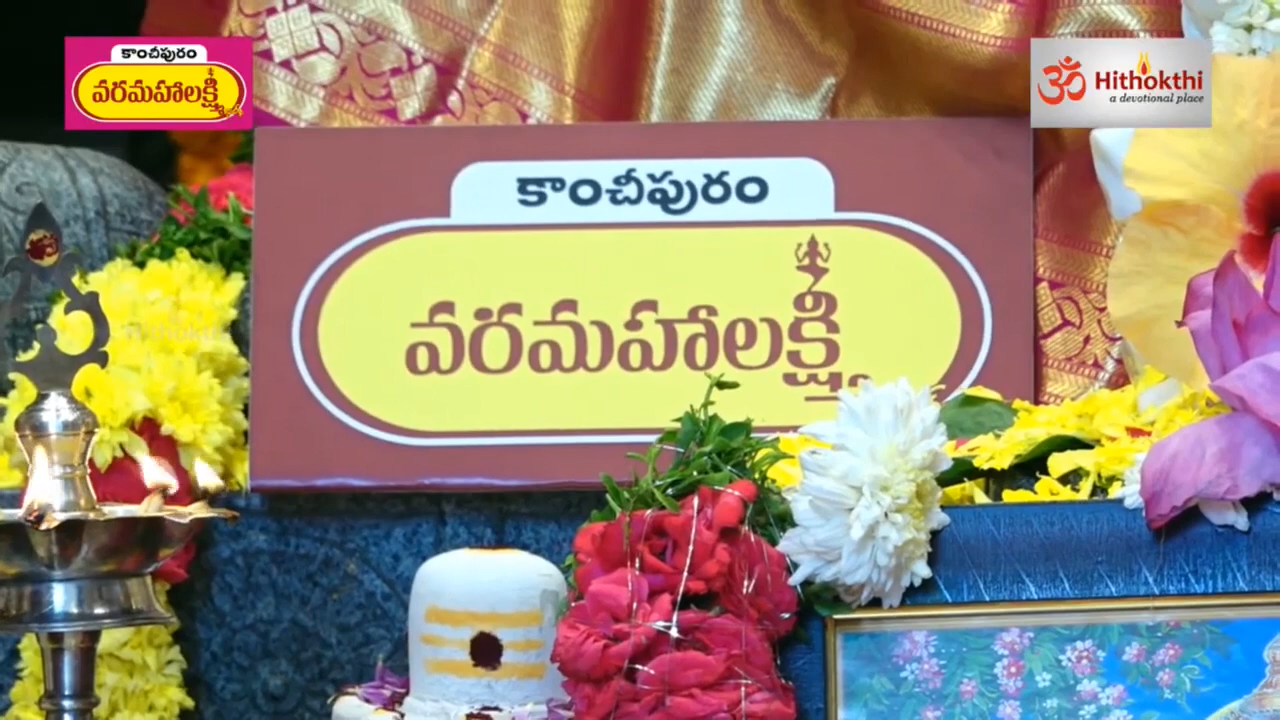 కాంచీపురం
వరమహాలక్ష్మి
Hithokthi
a devotional place
కాంచీపురం
వరమహాలక్ష్మి